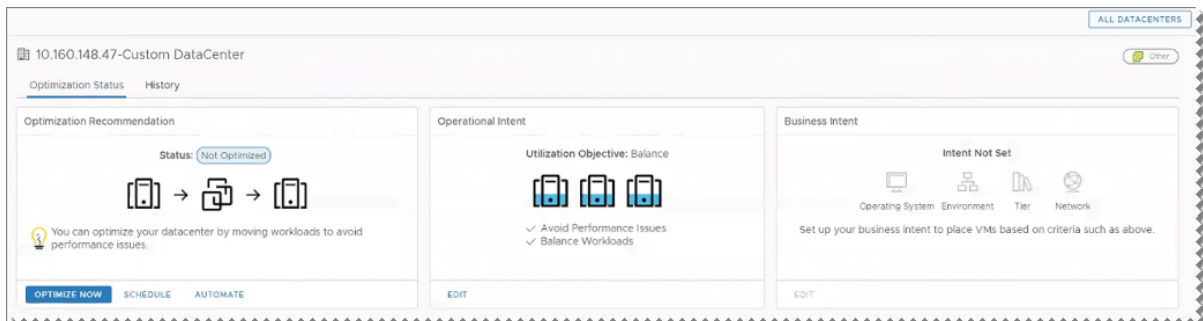 ALL DATACENTERS
10.160.148.47-Custom DataCenter
Other
Optimization Status
History
Optimization Recommendation
Status: Not Optimized
You can optimize your datacenter by moving workloads to avoid
performance issues.
OPTIMIZE NOW
SCHEDULE
AUTOMATE
Operational Intent
Utilization Objective: Balance
Avoid Performance Issues
Balance Workloads
EDIT
Business Intent
Intent Not Set
Operating System
Environment
Tier
Network
Set up your business intent to place VMs based on criteria such as above.
EDIT